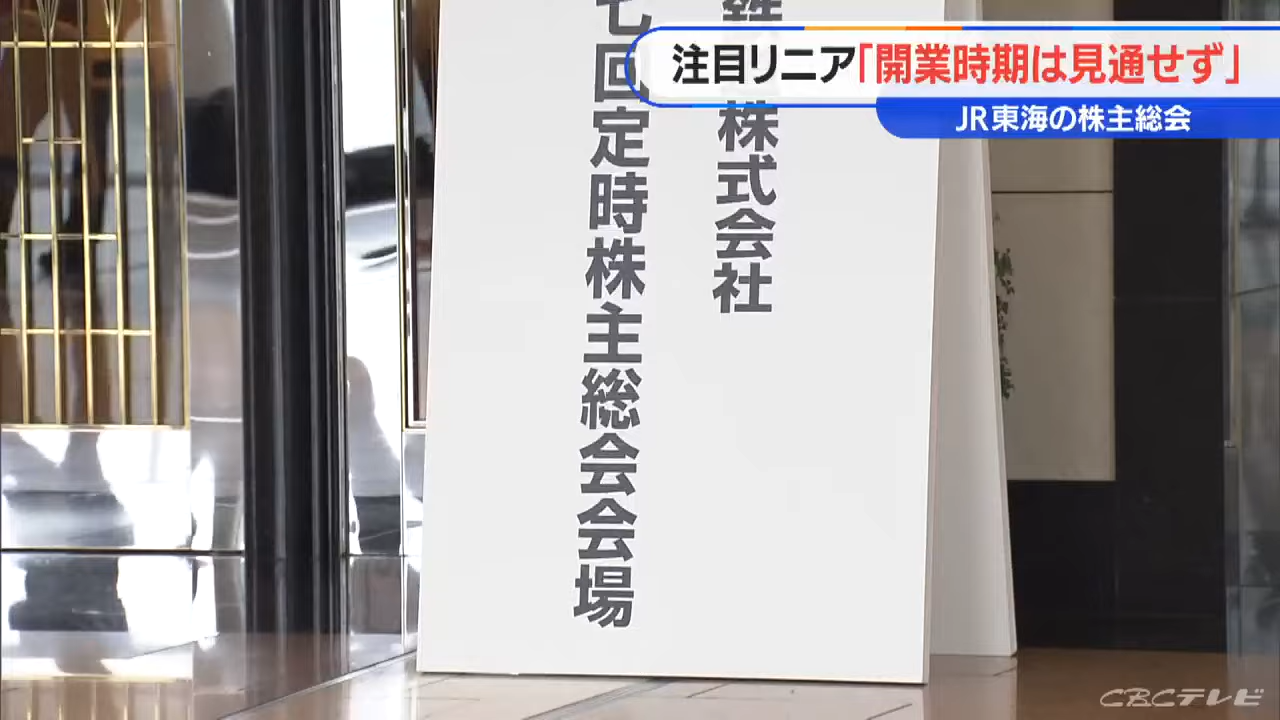 注目リニア「開業時期は見通せず」
JR東海の株主総会
鉄
株式会社
七回定時株主総会会場
CBCテレビ